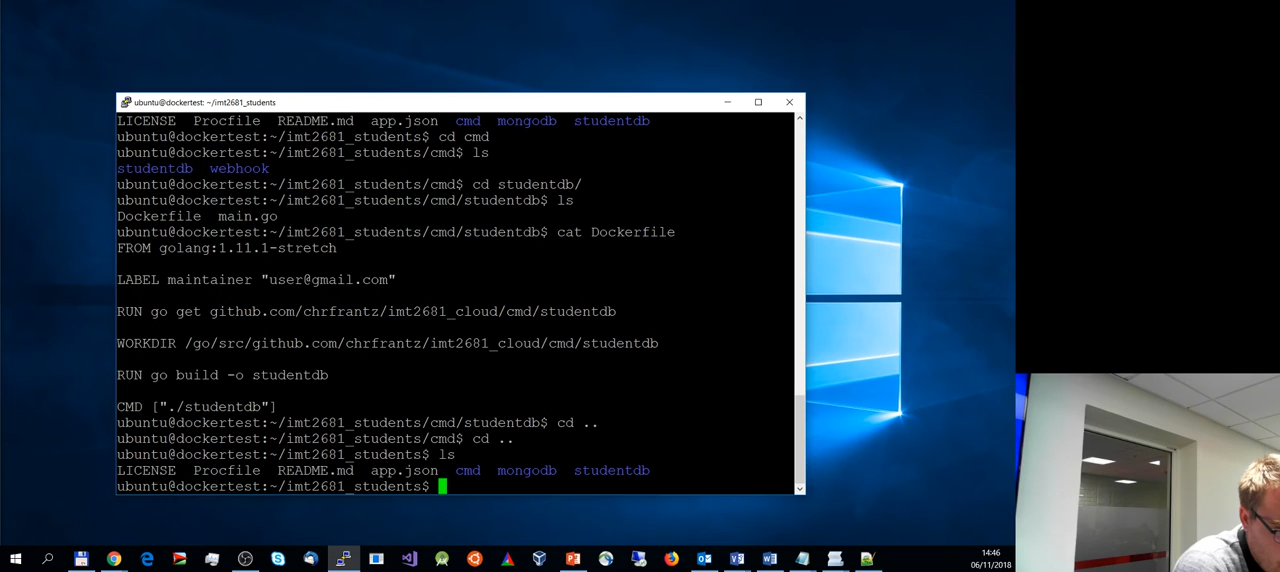 ubuntu@dockertest: ~/imt2681_students
LICENSE Procfile README.md app.json cmd mongodb studentdb
ubuntu@dockertest:~/imt2681_students$ cd cmd
ubuntu@dockertest:~/imt2681_students/cmd$ ls
studentdb webhook
ubuntu@dockertest:~/imt2681_students/cmd$ cd studentdb/
ubuntu@dockertest:~/imt2681_students/cmd/studentdb$ ls
Dockerfile main.go
ubuntu@dockertest:~/imt2681_students/cmd/studentdb$ cat Dockerfile
FROM golang:1.11.1-stretch
LABEL maintainer "user@gmail.com"
RUN go get github.com/chrfrantz/imt2681_cloud/cmd/studentdb
WORKDIR /go/src/github.com/chrfrantz/imt2681_cloud/cmd/studentdb
RUN go build -o studentdb
CMD ["./studentdb"]
ubuntu@dockertest:~/imt2681_students/cmd/studentdb$ cd ..
ubuntu@dockertest:~/imt2681_students/cmd$ cd ..
ubuntu@dockertest:~/imt2681_students$ ls
LICENSE Procfile README.md app.json cmd mongodb studentdb
ubuntu@dockertest:~/imt2681_students$
14:46
06/11/2018